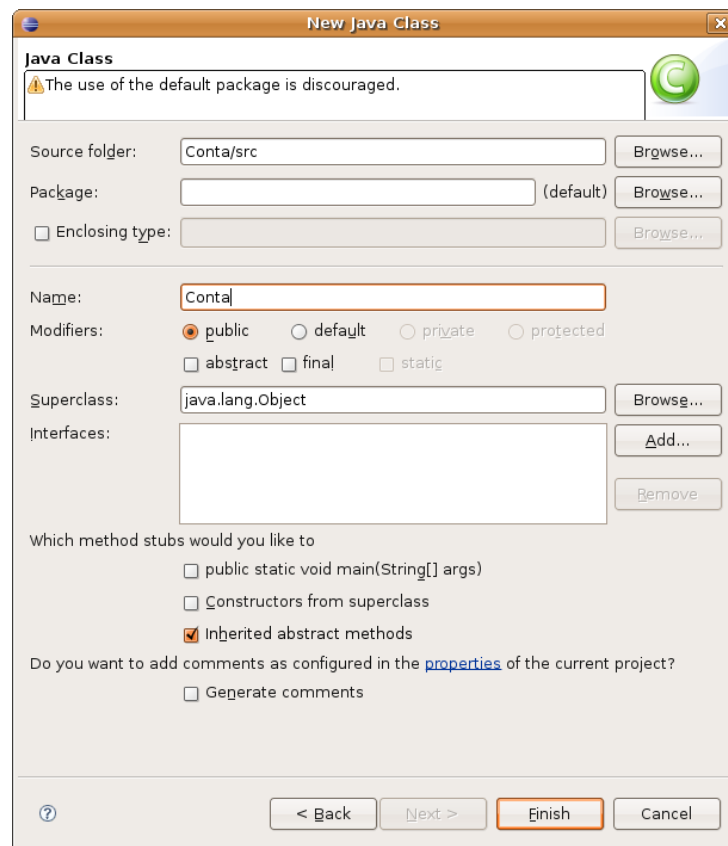 New Java Class
Java Class
The use of the default package is discouraged.
Source folder: Conta/src Browse...
Package: (default) Browse...
Enclosing type: Browse...
Name: Conta
Modifiers: public default private protected
abstract final static
Superclass: java.lang.Object Browse...
Interfaces: Add...
Remove
Which method stubs would you like to
public static void main(String[] args)
Constructors from superclass
Inherited abstract methods
Do you want to add comments as configured in the properties of the current project?
Generate comments
< Back Next > Finish Cancel